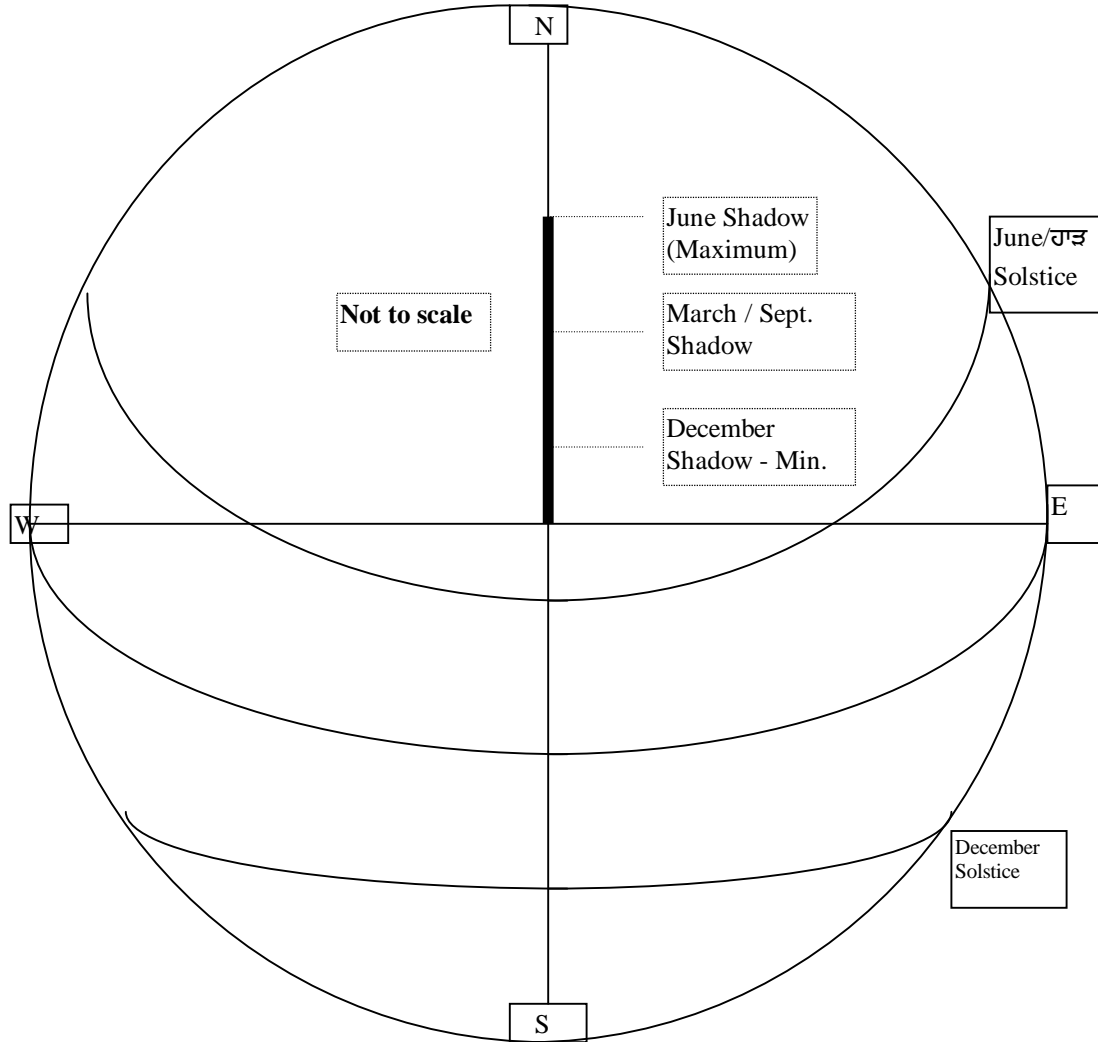 N
June Shadow
(Maximum)
June/ਹਾੜ
Solstice
Not to scale
March / Sept.
Shadow
December
Shadow - Min.
W
E
December
Solstice
S